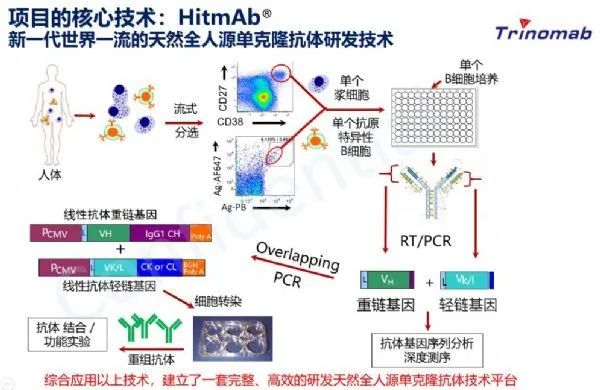 项目的核心技术：HitmAb®
新一代世界一流的天然全人源单克隆抗体研发技术
Trinomab
人体
流式
分选
CD27
CD38
Ag-AF647
Ag-PB
单个
浆细胞
单个抗原
特异性
B细胞
单个
B细胞培养
RT/PCR
L
VH
+
L
Vk/l
重链基因
轻链基因
抗体基因序列分析
深度测序
Overlapping
PCR
线性抗体重链基因
PCMV
L
VH
IgG1 CH
Poly A
+
PCMV
L
VK/L
CK or CL
BGH
Poly A
线性抗体轻链基因
细胞转染
重组抗体
抗体 结合 /
功能实验
综合应用以上技术，建立了一套完整、高效的研发天然全人源单克隆抗体技术平台